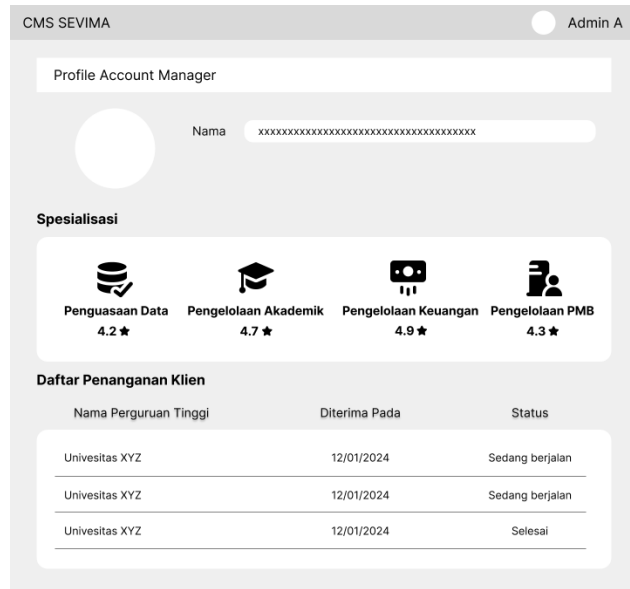 CMS SEVIMA Admin A
Profile Account Manager
Nama xxxxxxxxxxxxxxxxxxxxxxxxxxxxxxxxxxxxx
Spesialisasi
Penguasaan Data Pengelolaan Akademik Pengelolaan Keuangan Pengelolaan PMB
4.2 ★ 4.7 ★ 4.9 ★ 4.3 ★
Daftar Penanganan Klien
Nama Perguruan Tinggi Diterima Pada Status
Univesitas XYZ 12/01/2024 Sedang berjalan
Univesitas XYZ 12/01/2024 Sedang berjalan
Univesitas XYZ 12/01/2024 Selesai